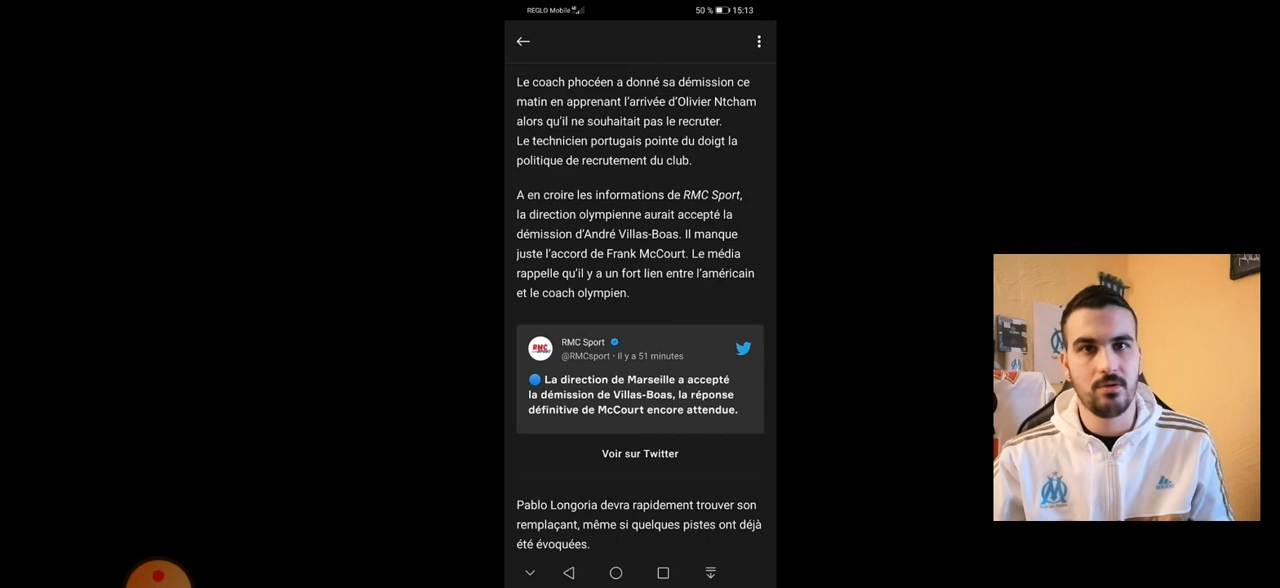 REGLO Mobile 50 % 15:13
Le coach phocéen a donné sa démission ce
matin en apprenant l'arrivée d'Olivier Ntcham
alors qu'il ne souhaitait pas le recruter.
Le technicien portugais pointe du doigt la
politique de recrutement du club.
A en croire les informations de RMC Sport,
la direction olympienne aurait accepté la
démission d'André Villas-Boas. Il manque
juste l'accord de Frank McCourt. Le média
rappelle qu'il y a un fort lien entre l'américain
et le coach olympien.
RMC Sport
@RMCsport · Il y a 51 minutes
La direction de Marseille a accepté
la démission de Villas-Boas, la réponse
définitive de McCourt encore attendue.
Voir sur Twitter
Pablo Longoria devra rapidement trouver son
remplaçant, même si quelques pistes ont déjà
été évoquées.